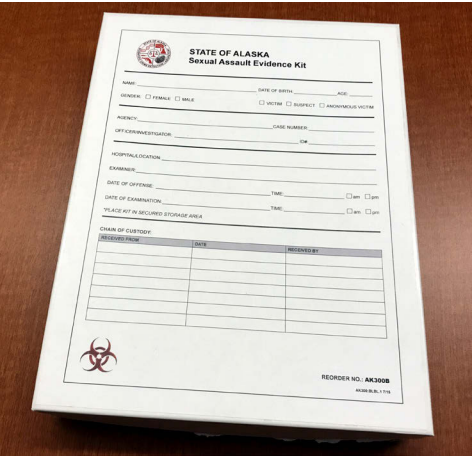 STATE OF ALASKA
Sexual Assault Evidence Kit
NAME: DATE OF BIRTH: AGE:
GENDER: ☐ FEMALE ☐ MALE ☐ VICTIM ☐ SUSPECT ☐ ANONYMOUS VICTIM
AGENCY: CASE NUMBER:
OFFICER/INVESTIGATOR: ID#:
HOSPITAL/LOCATION:
EXAMINER:
DATE OF OFFENSE: TIME: ☐ am ☐ pm
DATE OF EXAMINATION: TIME: ☐ am ☐ pm
*PLACE KIT IN SECURED STORAGE AREA
CHAIN OF CUSTODY:
RECEIVED FROM DATE RECEIVED BY
REORDER NO.: AK300B